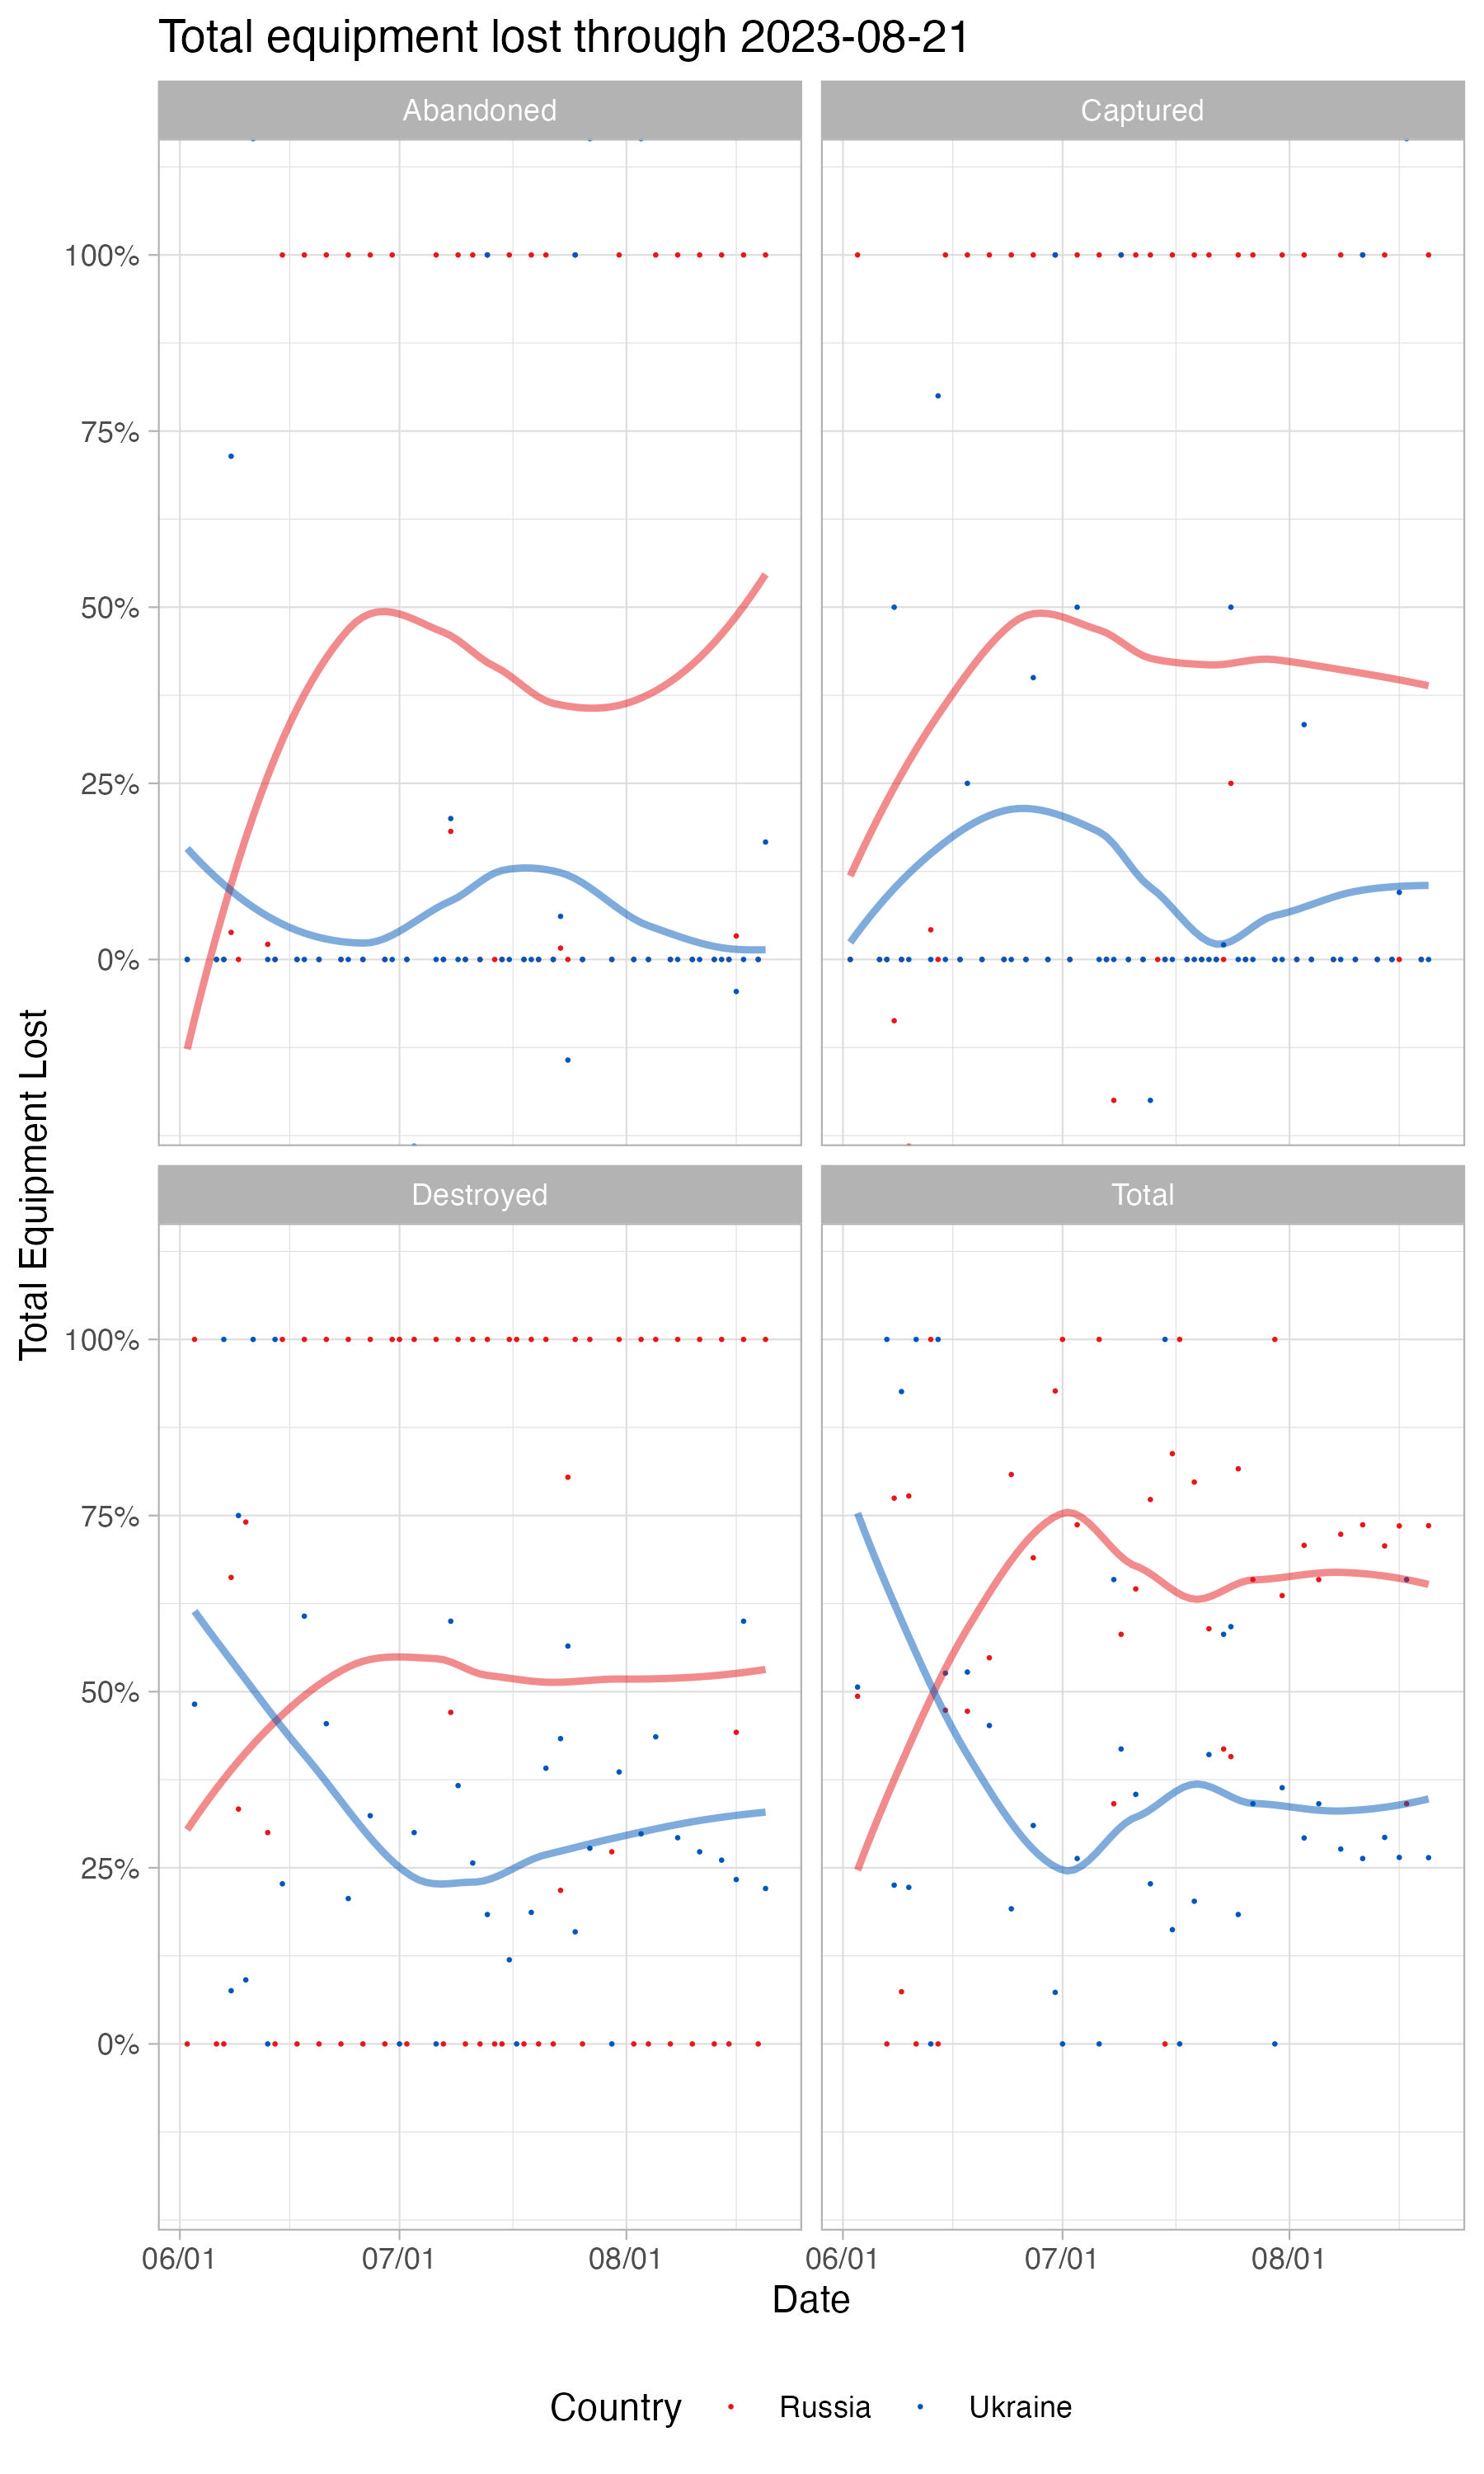 Total equipment lost through 2023-08-21
Abandoned
Captured
100%
75%
50%
25%
0%
Total Equipment Lost
Destroyed
Total
100%
75%
50%
25%
0%
06/01 07/01 08/01
06/01 07/01 08/01
Date
Country Russia Ukraine